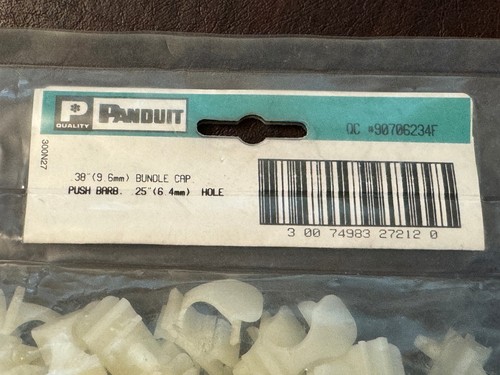 P
QUALITY
PANDUIT
QC #90706234F
300N27
.38"(9.6mm) BUNDLE CAP.
PUSH BARB. .25"(6.4mm) HOLE
3 00 74983 27212 0